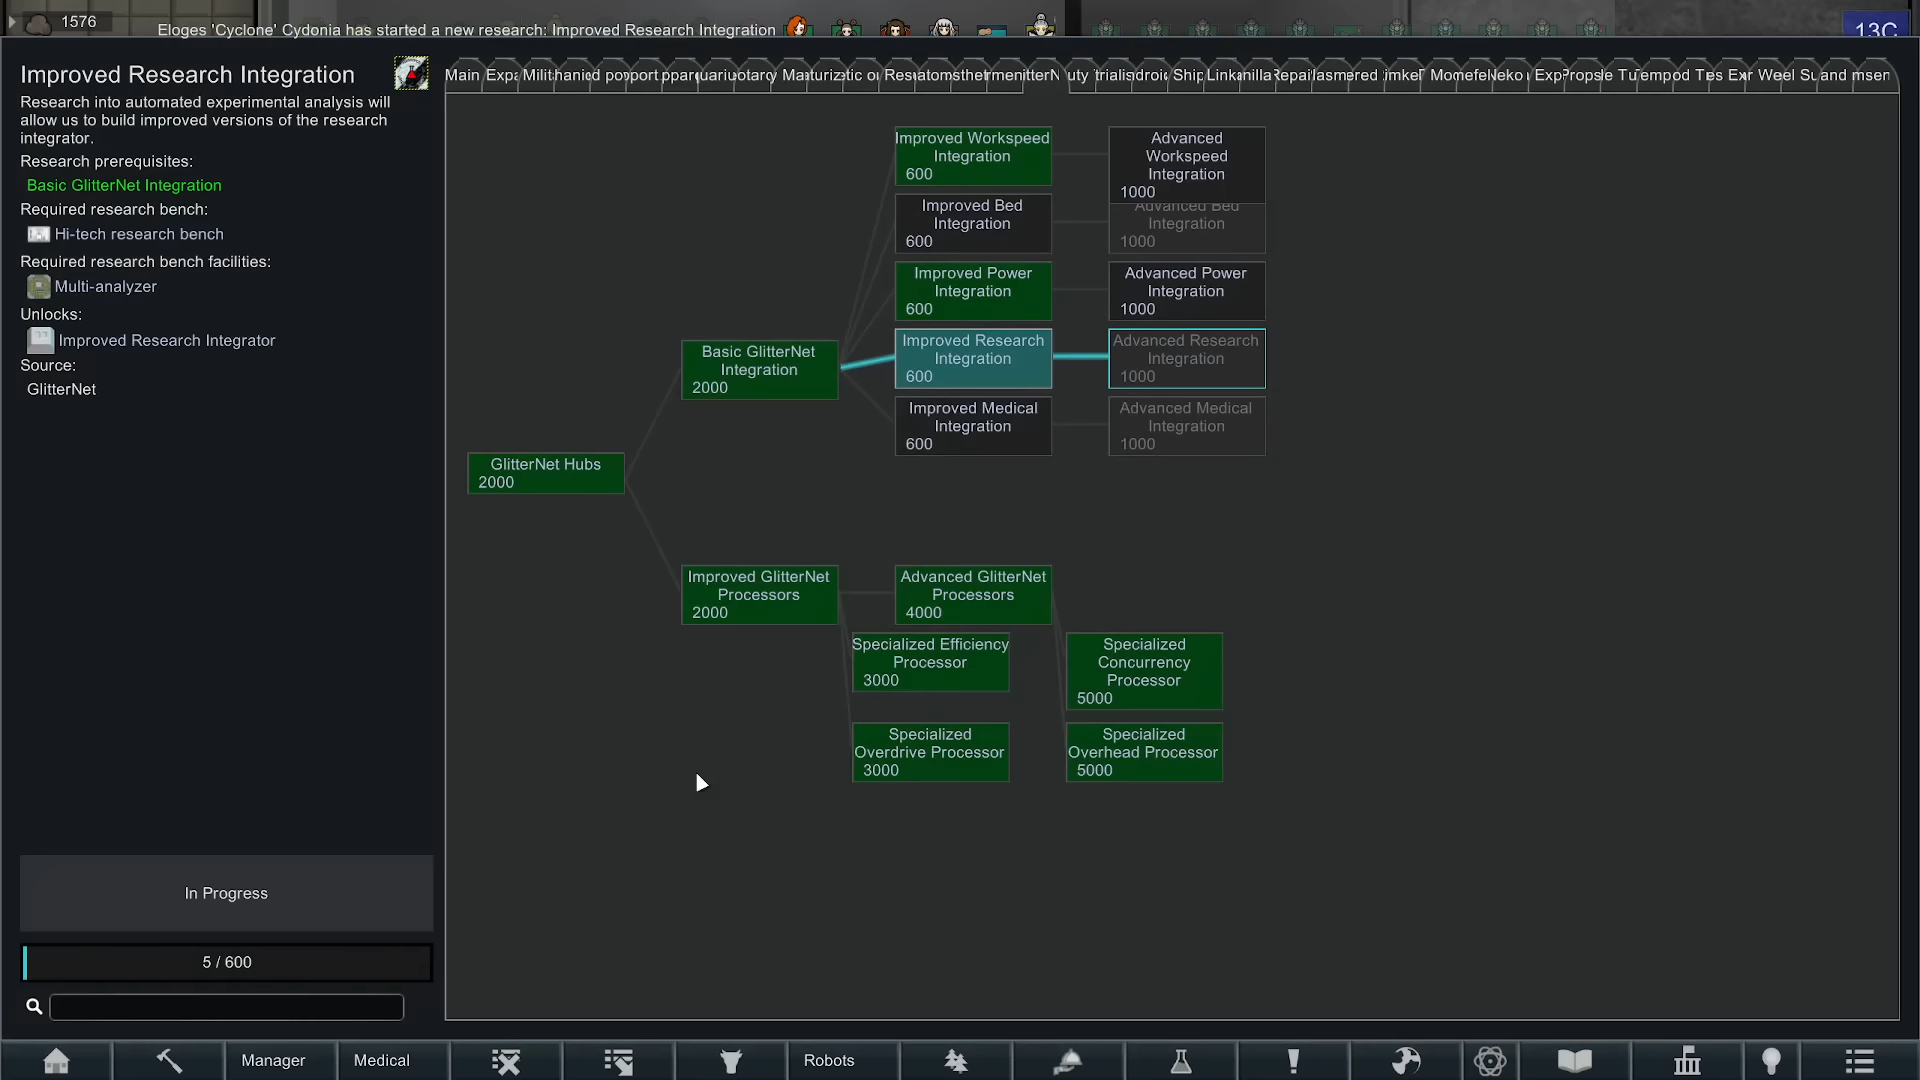 1576
Eloges 'Cyclone' Cydonia has started a new research: Improved Research Integration
13C
Improved Research Integration
Research into automated experimental analysis will
allow us to build improved versions of the research
integrator.
Research prerequisites:
Basic GlitterNet Integration
Required research bench:
Hi-tech research bench
Required research bench facilities:
Multi-analyzer
Unlocks:
Improved Research Integrator
Source:
GlitterNet
In Progress
5 / 600
Main
Improved Workspeed
Integration
600
Advanced
Workspeed
Integration
1000
Improved Bed
Integration
600
Advanced Bed
Integration
1000
Improved Power
Integration
600
Advanced Power
Integration
1000
Basic GlitterNet
Integration
2000
Improved Research
Integration
600
Advanced Research
Integration
1000
Improved Medical
Integration
600
Advanced Medical
Integration
1000
GlitterNet Hubs
2000
Improved GlitterNet
Processors
2000
Advanced GlitterNet
Processors
4000
Specialized Efficiency
Processor
3000
Specialized
Concurrency
Processor
5000
Specialized
Overdrive Processor
3000
Specialized
Overhead Processor
5000
Manager
Medical
Robots